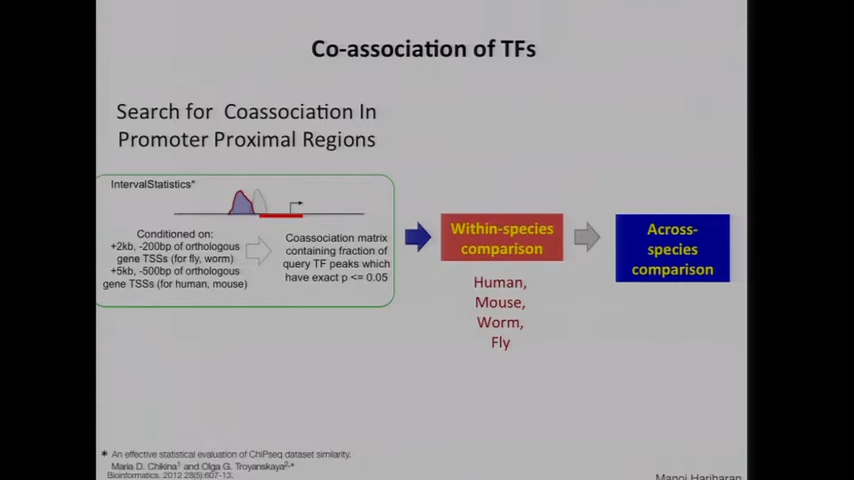 Co-association of TFs
Search for Coassociation In
Promoter Proximal Regions
IntervalStatistics*
Conditioned on:
+2kb, -200bp of orthologous
gene TSSs (for fly, worm)
+5kb, -500bp of orthologous
gene TSSs (for human, mouse)
Coassociation matrix
containing fraction of
query TF peaks which
have exact p <= 0.05
Within-species
comparison
Human,
Mouse,
Worm,
Fly
Across-
species
comparison
* An effective statistical evaluation of ChIPseq dataset similarity.
Maria D. Chikina1 and Olga G. Troyanskaya2,*
Bioinformatics. 2012 28(5):607-13.
Manoj Hariharan